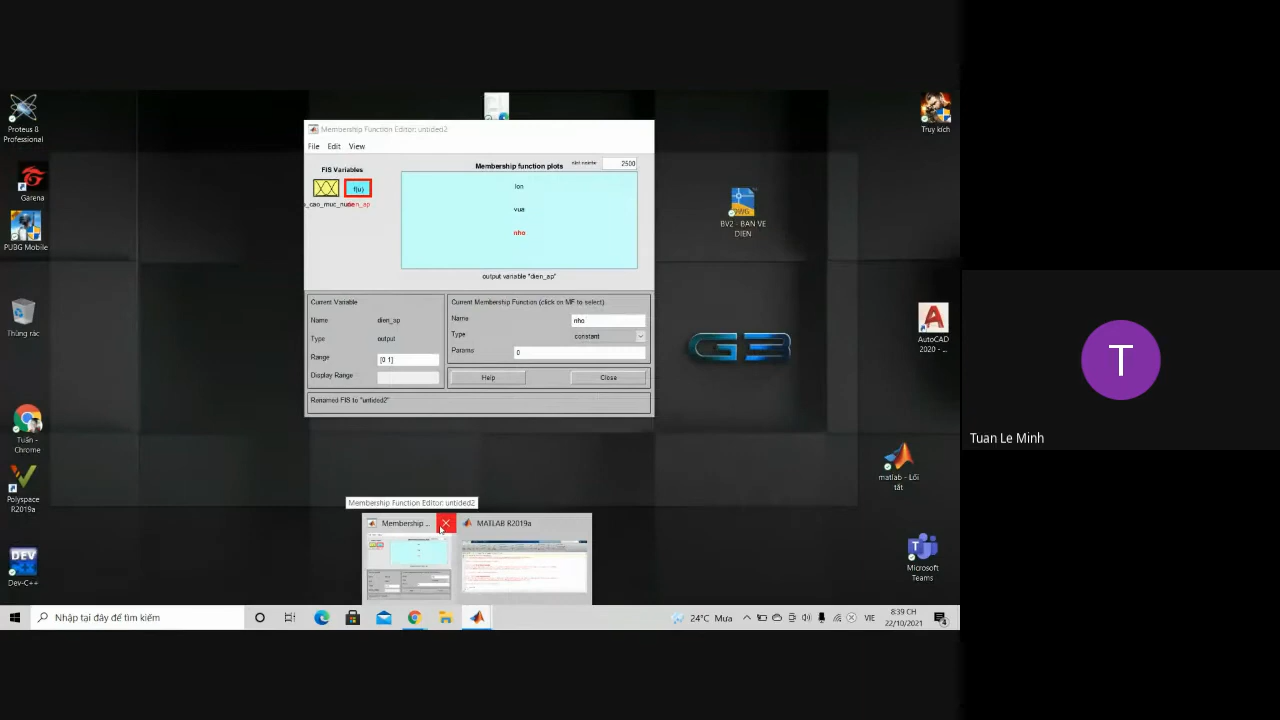 Proteus 8
Professional
Garena
PUBG Mobile
Thùng rác
Tuấn -
Chrome
Polyspace
R2019a
Dev-C++
Membership Function Editor: untitled2
File Edit View
FIS Variables
f(u)
dien_ap
Membership function plots
2500
lon
vua
nho
output variable "dien_ap"
Current Variable
Name dien_ap
Type output
Range [0 1]
Display Range
Current Membership Function (click on MF to select)
Name nho
Type constant
Params 0
Help Close
Renamed FIS to "untitled2"
Truy kích
BV2 - BAN VE
DIEN
G3
AutoCAD
2020 - ...
matlab - Lối
tắt
Microsoft
Teams
Membership Function Editor: untitled2
Membership ...
MATLAB R2019a
Nhập tại đây để tìm kiếm
24°C Mưa
VIE
8:39 CH
22/10/2021
4
T
Tuan Le Minh